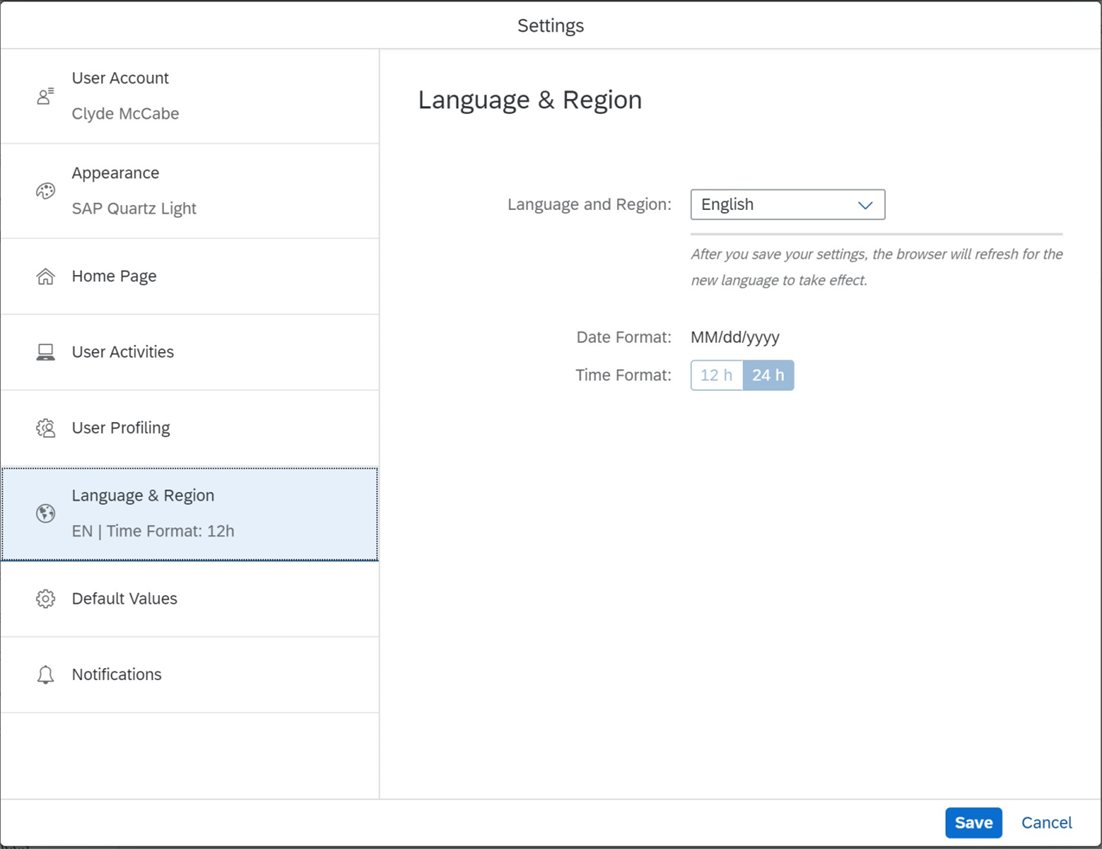 Settings
User Account
Clyde McCabe
Appearance
SAP Quartz Light
Home Page
User Activities
User Profiling
Language & Region
EN | Time Format: 12h
Default Values
Notifications
Language & Region
Language and Region: English
After you save your settings, the browser will refresh for the
new language to take effect.
Date Format: MM/dd/yyyy
Time Format: 12 h 24 h
Save Cancel